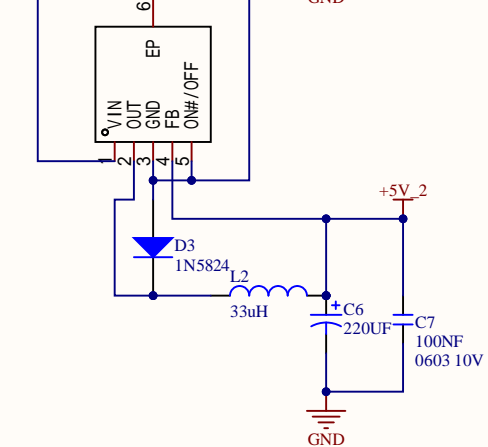 GND
6
EP
VIN
OUT
GND
FB
ON#/OFF
1
2
3
4
5
+5V_2
D3
1N5824
L2
33uH
+
C6
220UF
C7
100NF
0603 10V
GND